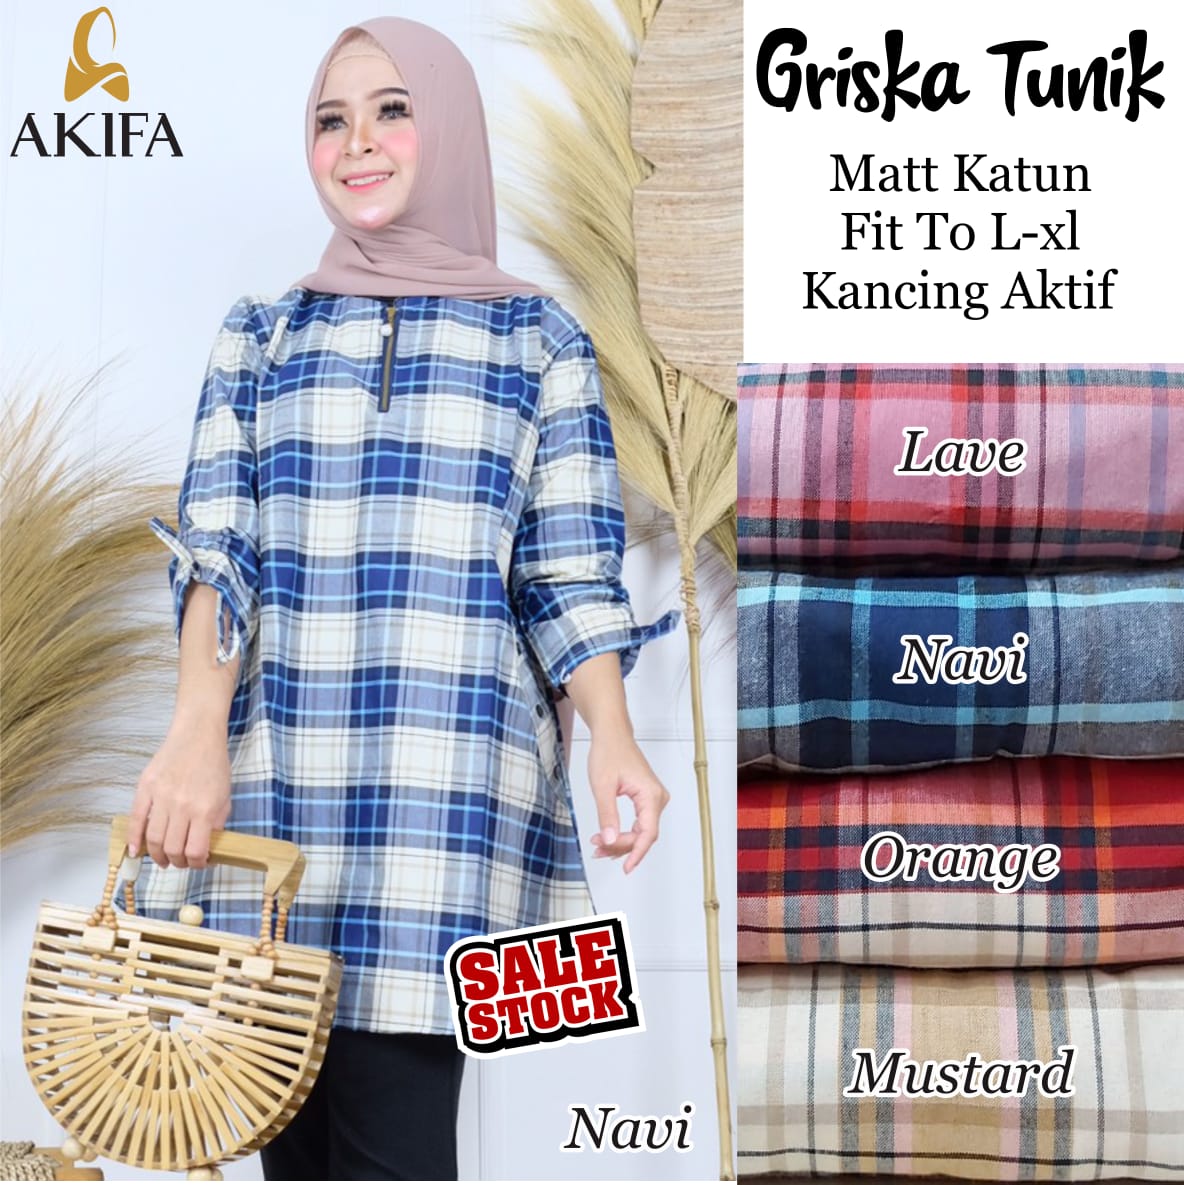 AKIFA
Griska Tunik
Matt Katun
Fit To L-xl
Kancing Aktif
Lave
Navi
Orange
Mustard
SALE
STOCK
Navi